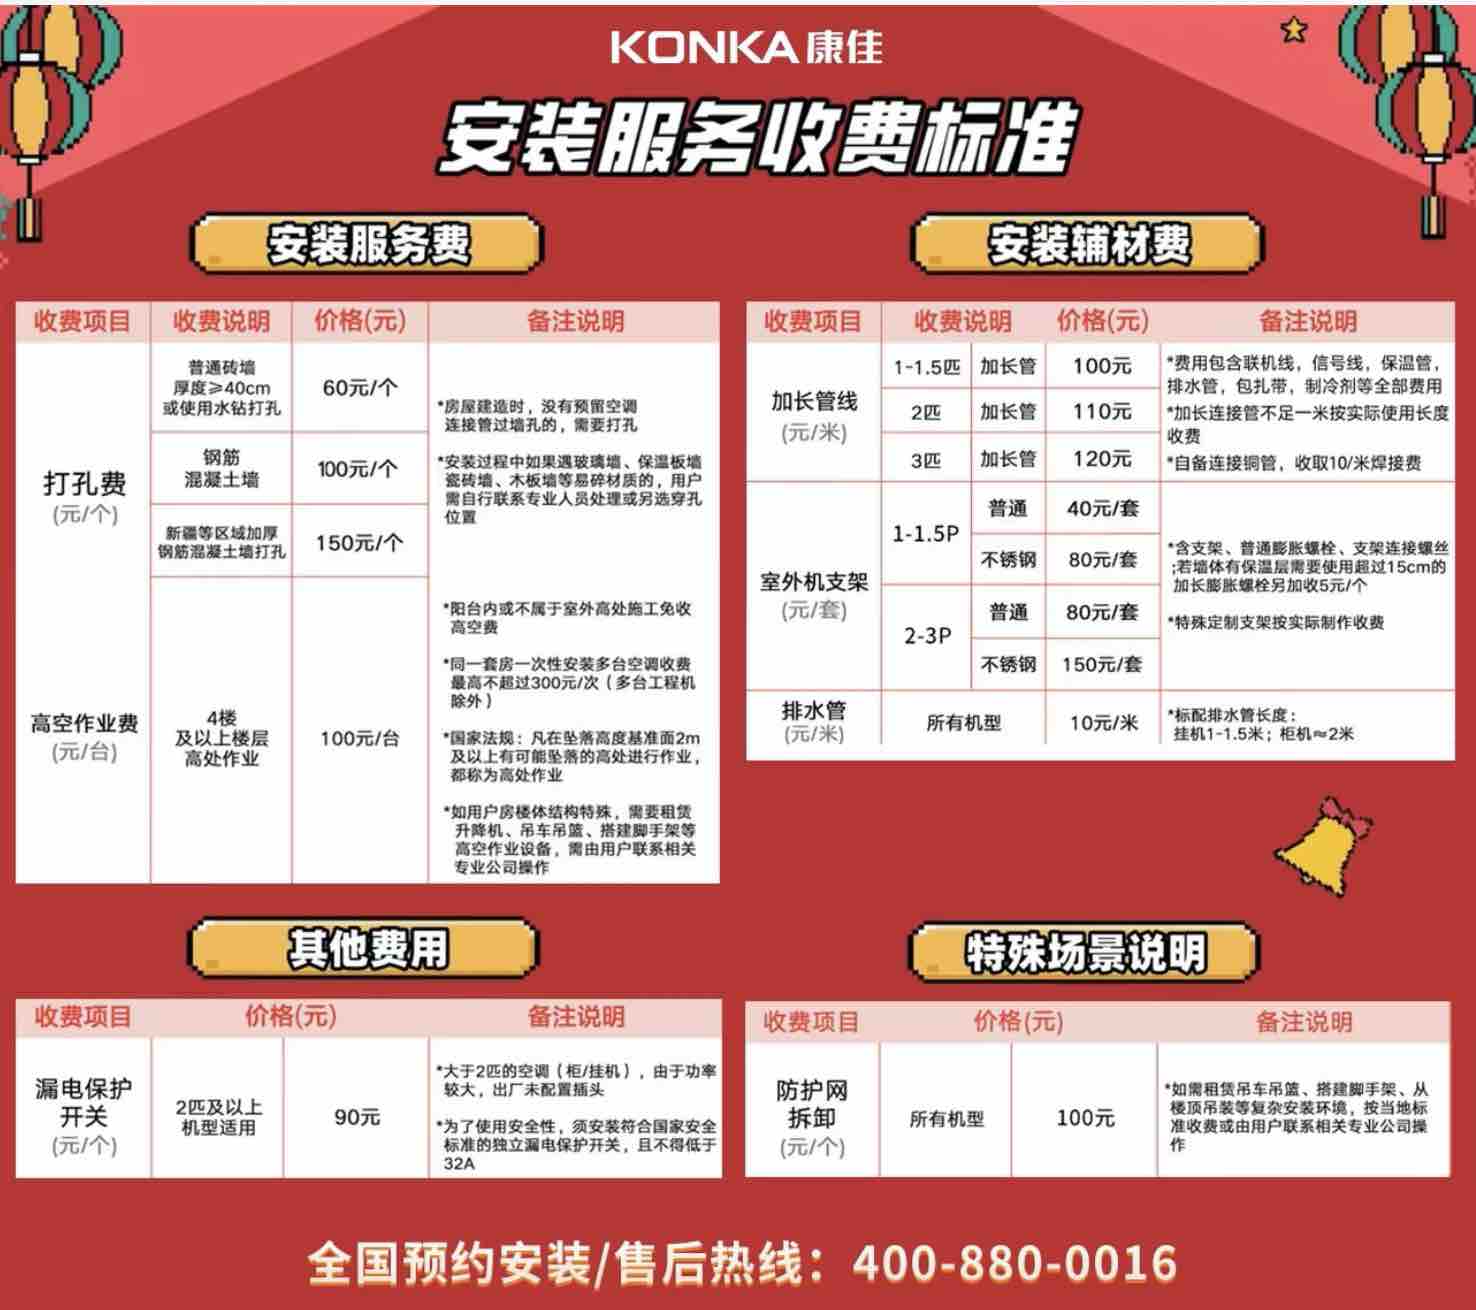 KONKA康佳
安装服务收费标准
安装服务费
收费项目 收费说明 价格(元) 备注说明
打孔费
(元/个)
普通砖墙
厚度≥40cm
或使用水钻打孔
60元/个
钢筋
混凝土墙
100元/个
新疆等区域加厚
钢筋混凝土墙打孔
150元/个
*房屋建造时，没有预留空调
连接管过墙孔的，需要打孔
*安装过程中如果遇玻璃墙、保温板墙
瓷砖墙、木板墙等易碎材质的，用户
需自行联系专业人员处理或另选穿孔
位置
高空作业费
(元/台)
4楼
及以上楼层
高处作业
100元/台
*阳台内或不属于室外高处施工免收
高空费
*同一套房一次性安装多台空调收费
最高不超过300元/次（多台工程机
除外）
*国家法规：凡在坠落高度基准面2m
及以上有可能坠落的高处进行作业，
都称为高处作业
*如用户房楼体结构特殊，需要租赁
升降机、吊车吊篮、搭建脚手架等
高空作业设备，需由用户联系相关
专业公司操作
安装辅材费
收费项目 收费说明 价格(元) 备注说明
加长管线
(元/米)
1-1.5匹 加长管 100元
2匹 加长管 110元
3匹 加长管 120元
*费用包含联机线，信号线，保温管，
排水管，包扎带，制冷剂等全部费用
*加长连接管不足一米按实际使用长度
收费
*自备连接铜管，收取10/米焊接费
室外机支架
(元/套)
1-1.5P
普通 40元/套
不锈钢 80元/套
2-3P
普通 80元/套
不锈钢 150元/套
*含支架、普通膨胀螺栓、支架连接螺丝
;若墙体有保温层需要使用超过15cm的
加长膨胀螺栓另加收5元/个
*特殊定制支架按实际制作收费
排水管
(元/米)
所有机型
10元/米
*标配排水管长度：
挂机1-1.5米；柜机≈2米
其他费用
收费项目 价格(元) 备注说明
漏电保护
开关
(元/个)
2匹及以上
机型适用
90元
*大于2匹的空调（柜/挂机），由于功率
较大，出厂未配置插头
*为了使用安全性，须安装符合国家安全
标准的独立漏电保护开关，且不得低于
32A
特殊场景说明
收费项目 价格(元) 备注说明
防护网
拆卸
(元/个)
所有机型
100元
*如需租赁吊车吊篮、搭建脚手架、从
楼顶吊装等复杂安装环境，按当地标
准收费或由用户联系相关专业公司操
作
全国预约安装/售后热线：400-880-0016